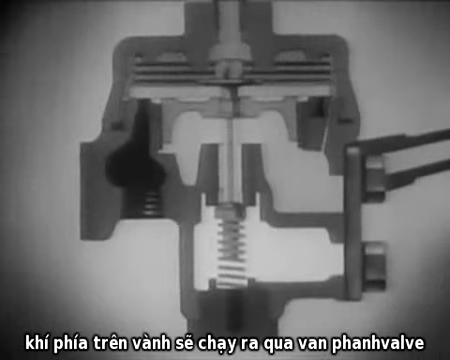 khí phía trên vành sẽ chạy ra qua van phanhvalve